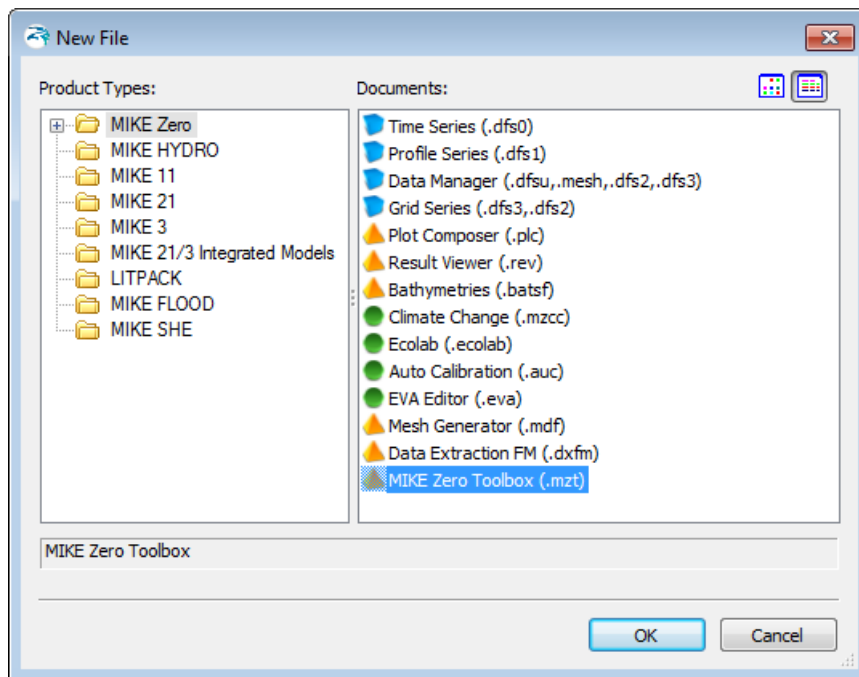 New File
Product Types:
MIKE Zero
MIKE HYDRO
MIKE 11
MIKE 21
MIKE 3
MIKE 21/3 Integrated Models
LITPACK
MIKE FLOOD
MIKE SHE
Documents:
Time Series (.dfs0)
Profile Series (.dfs1)
Data Manager (.dfsu,.mesh,.dfs2,.dfs3)
Grid Series (.dfs3,.dfs2)
Plot Composer (.plc)
Result Viewer (.rev)
Bathymetries (.batsf)
Climate Change (.mzcc)
Ecolab (.ecolab)
Auto Calibration (.auc)
EVA Editor (.eva)
Mesh Generator (.mdf)
Data Extraction FM (.dxfm)
MIKE Zero Toolbox (.mzt)
MIKE Zero Toolbox
OK
Cancel